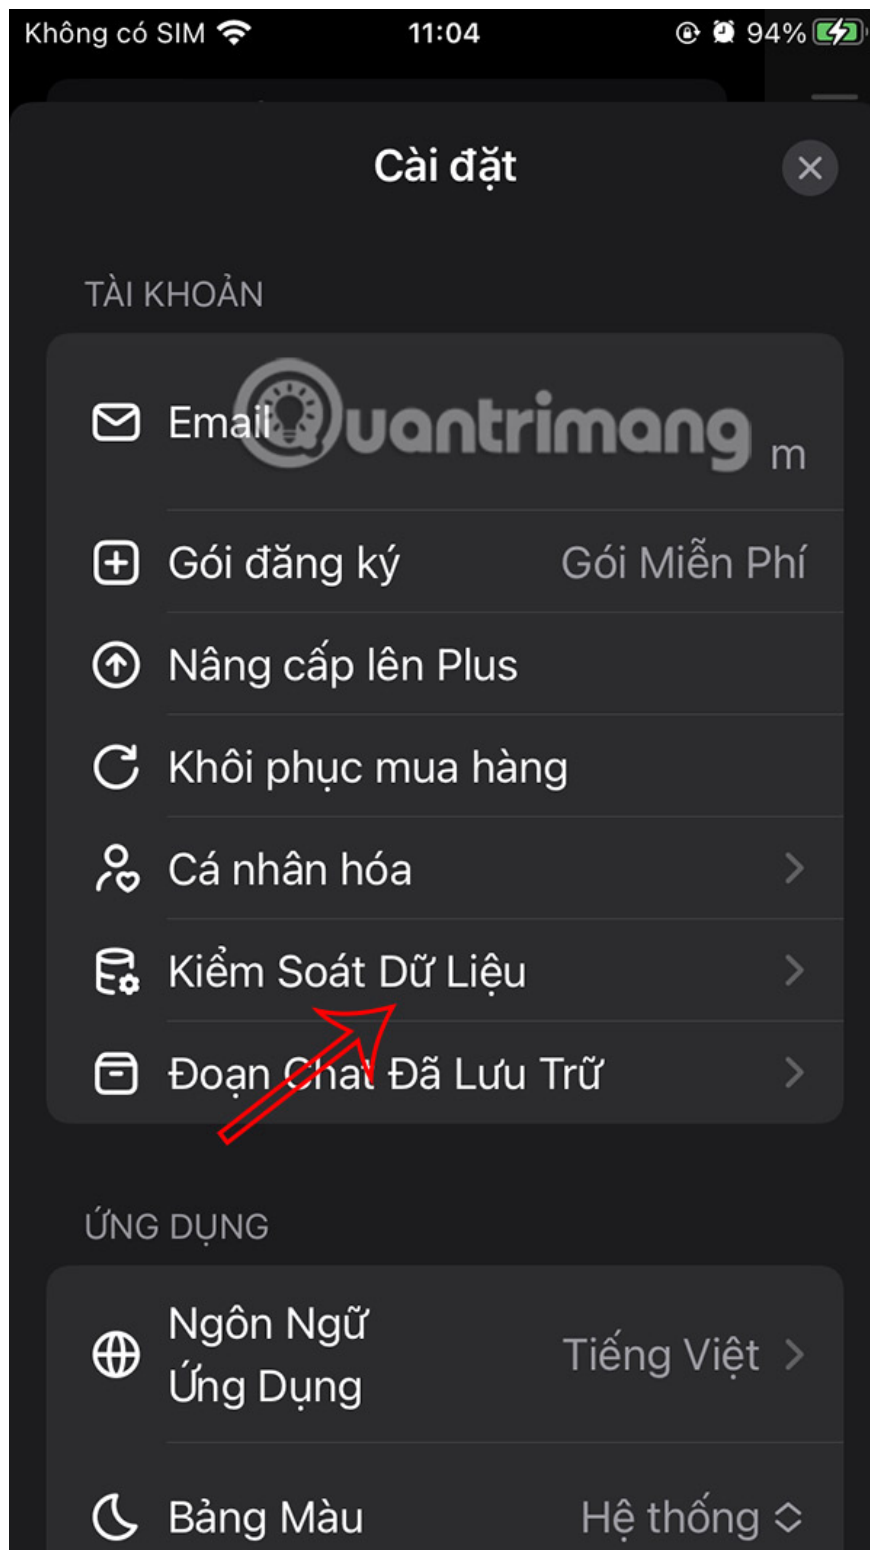 Không có SIM 11:04 94%
Cài đặt
TÀI KHOẢN
Email
Quantrimang
m
Gói đăng ký Gói Miễn Phí
Nâng cấp lên Plus
Khôi phục mua hàng
Cá nhân hóa
Kiểm Soát Dữ Liệu
Đoạn Chat Đã Lưu Trữ
ỨNG DỤNG
Ngôn Ngữ
Ứng Dụng
Tiếng Việt
Bảng Màu Hệ thống